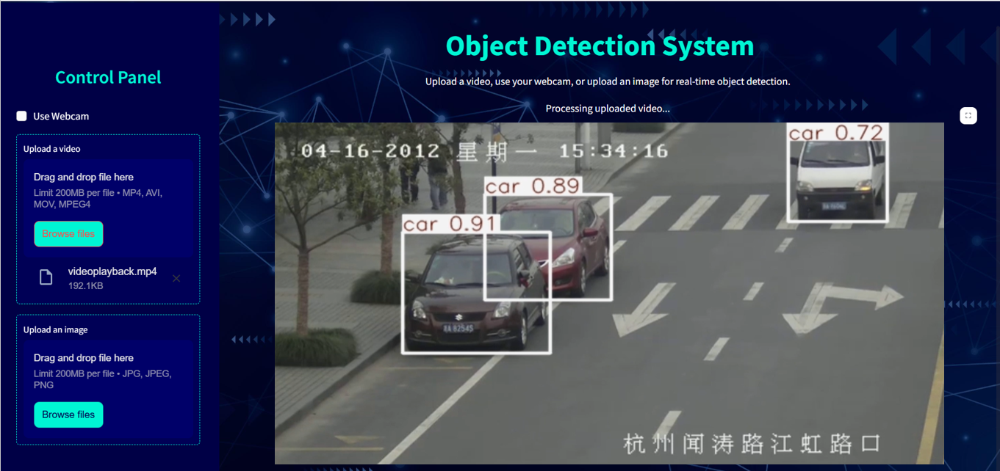 Control Panel
Use Webcam
Upload a video
Drag and drop file here
Limit 200MB per file • MP4, AVI,
MOV, MPEG4
Browse files
videoplayback.mp4
192.1KB
Upload an image
Drag and drop file here
Limit 200MB per file • JPG, JPEG,
PNG
Browse files
Object Detection System
Upload a video, use your webcam, or upload an image for real-time object detection.
Processing uploaded video...
04-16-2012 星期一 15:34:16
car 0.72
car 0.89
car 0.91
杭州闻涛路江虹路口